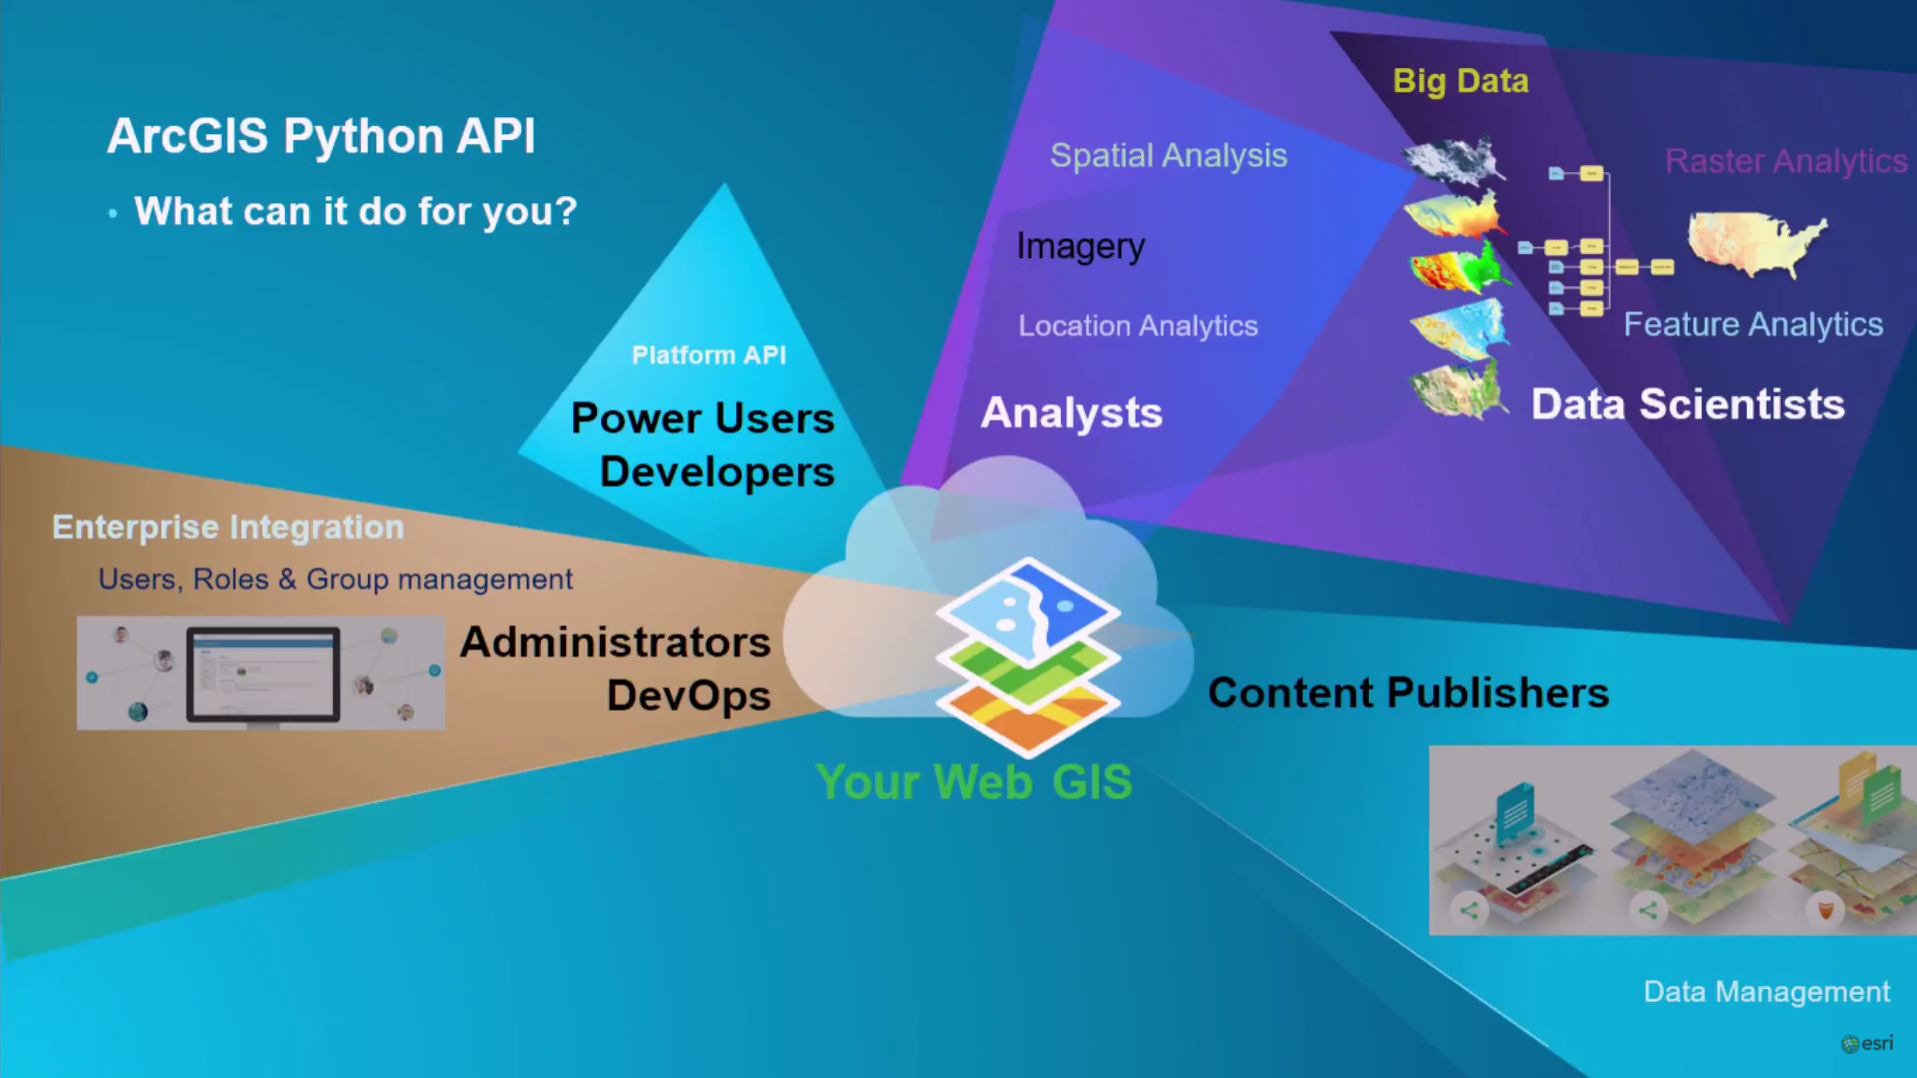 ArcGIS Python API
• What can it do for you?
Big Data
Spatial Analysis
Raster Analytics
Imagery
Location Analytics
Feature Analytics
Analysts
Data Scientists
Platform API
Power Users
Developers
Enterprise Integration
Users, Roles & Group management
Administrators
DevOps
Content Publishers
Your Web GIS
Data Management
esri